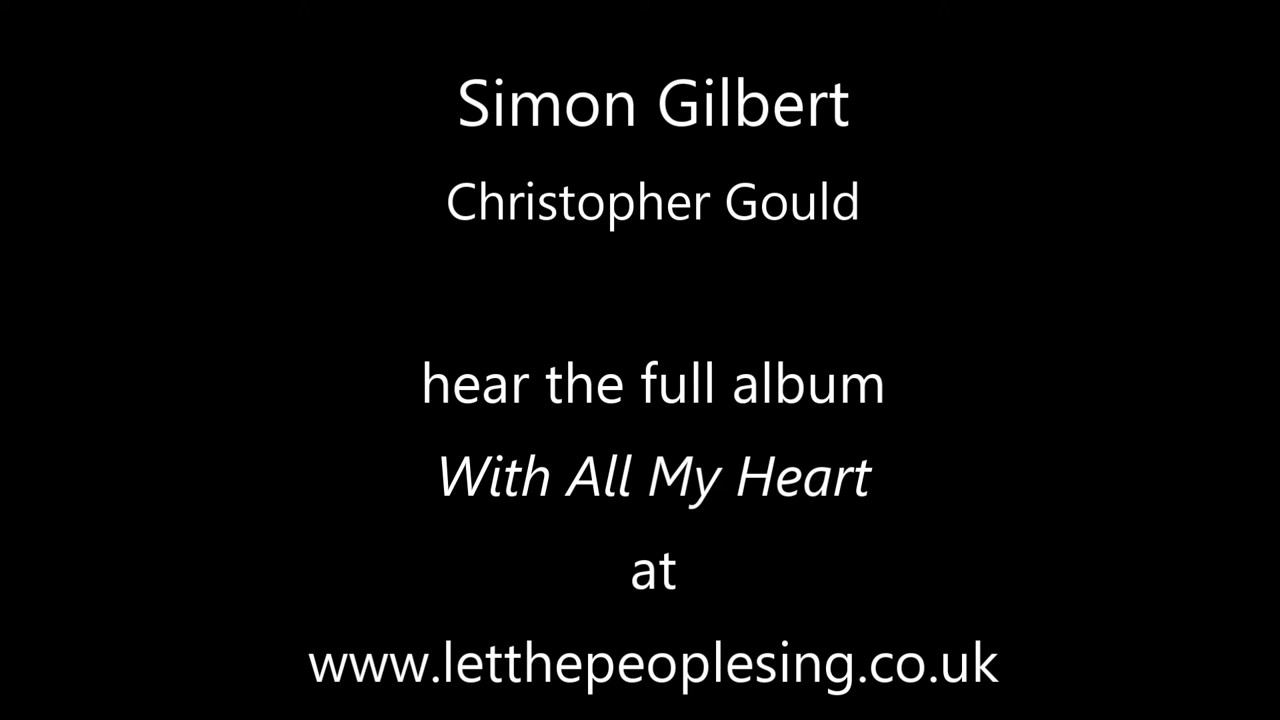 Simon Gilbert
Christopher Gould
hear the full album
With All My Heart
at
www.letthepeoplesing.co.uk